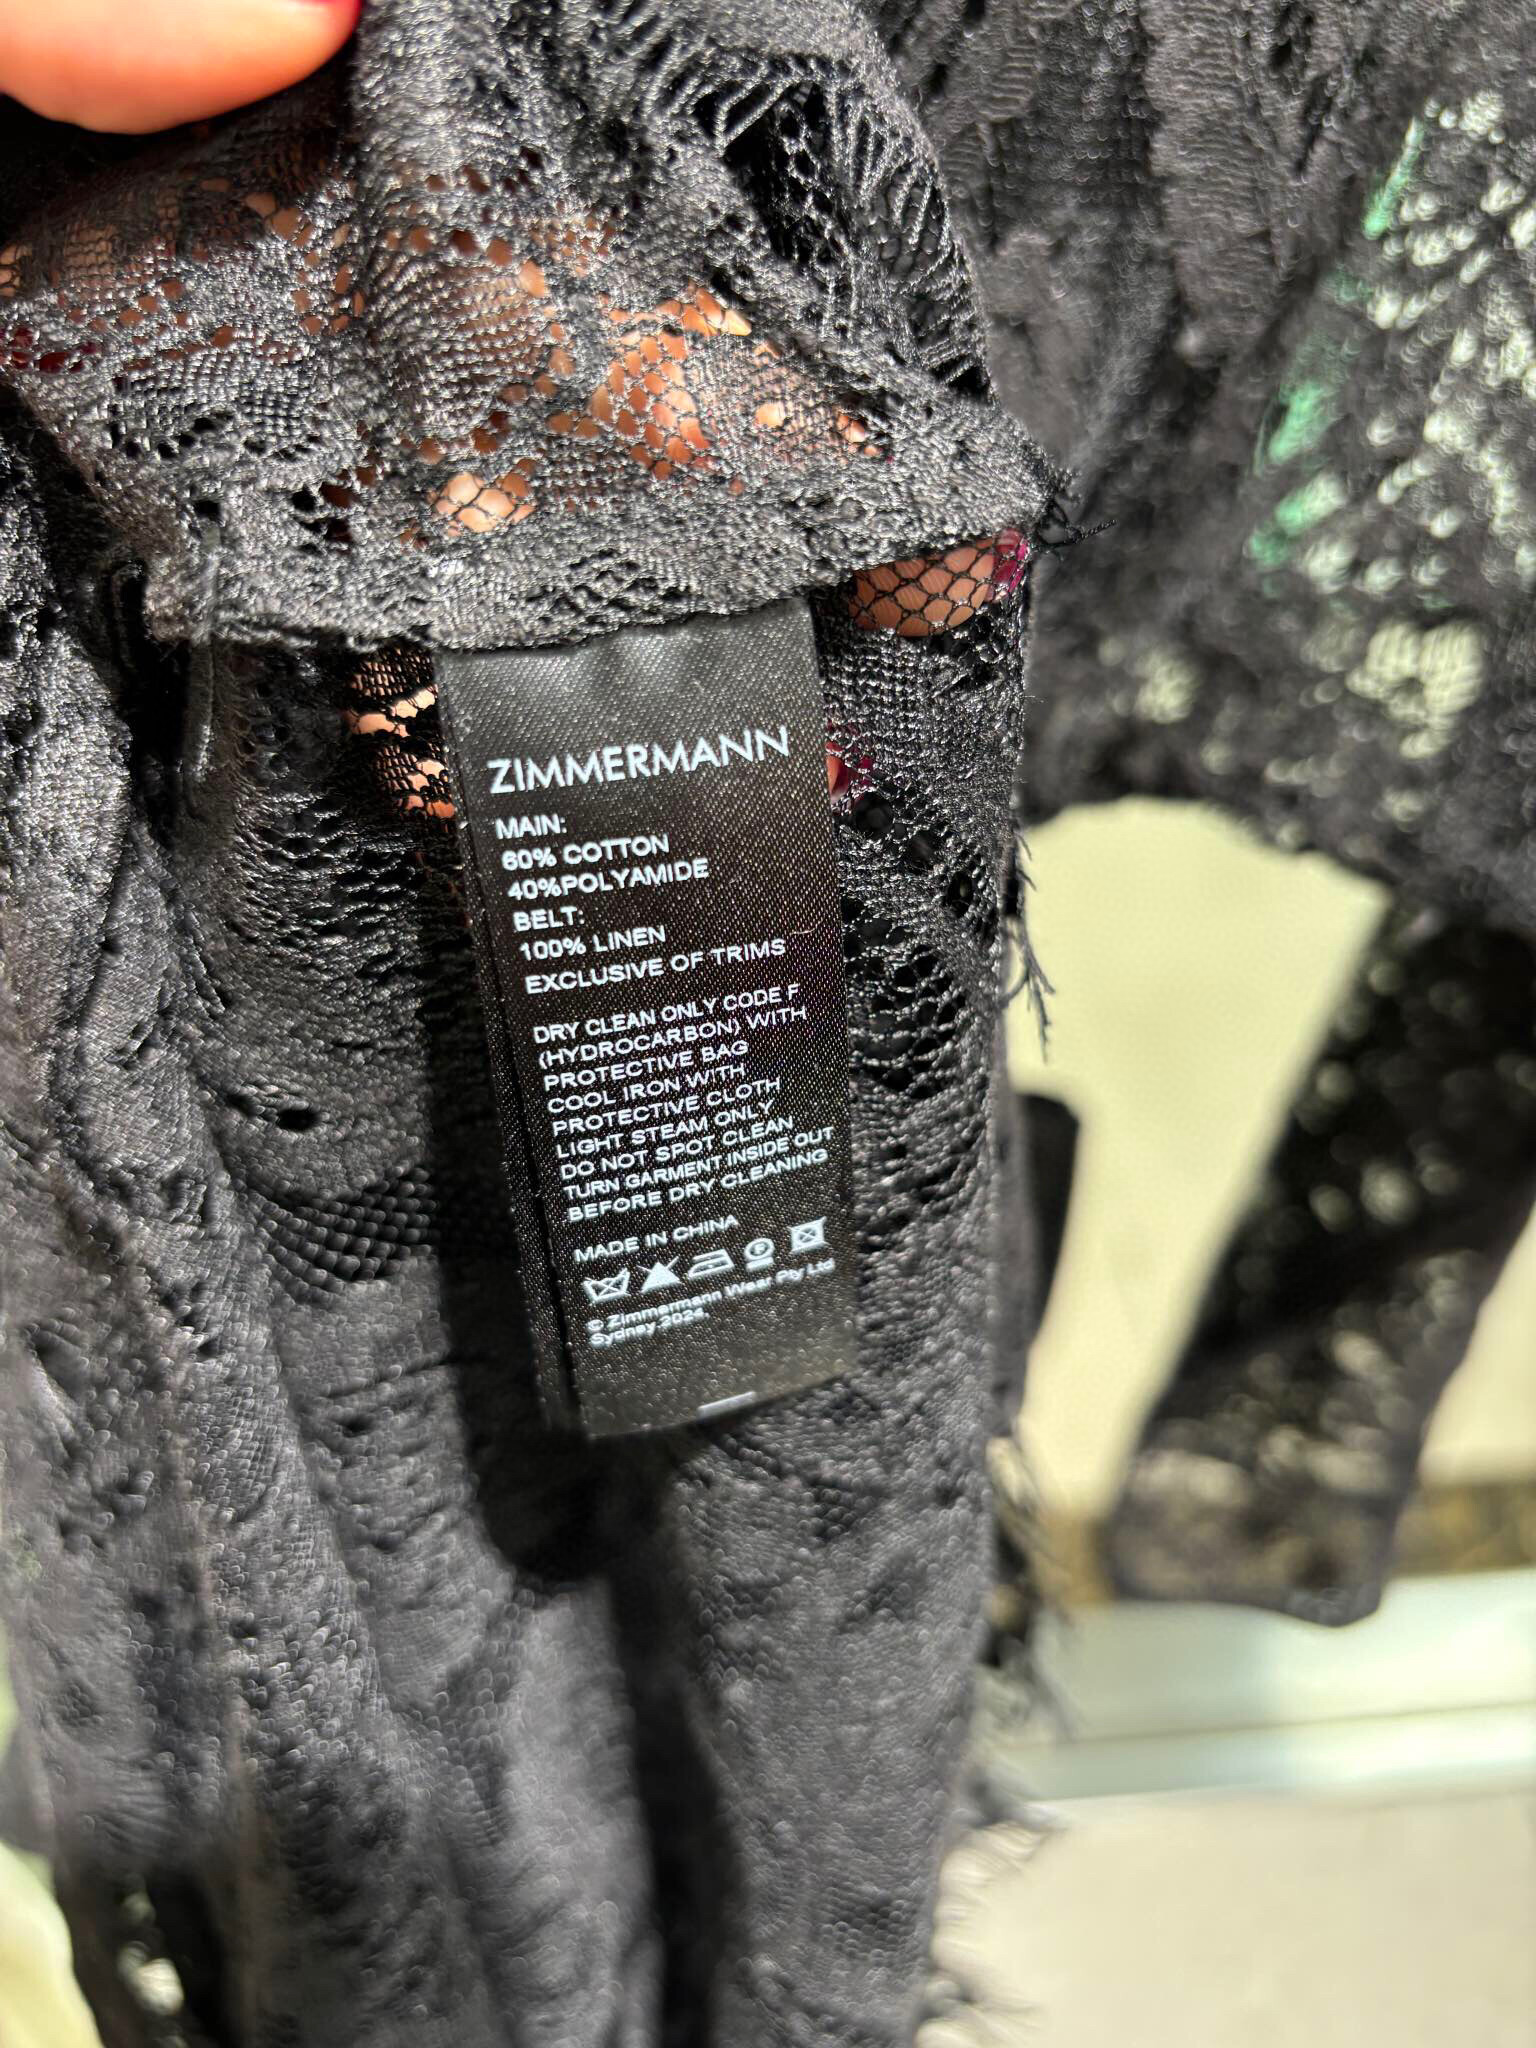 ZIMMERMANN
MAIN:
60% COTTON
40%POLYAMIDE
BELT:
100% LINEN
EXCLUSIVE OF TRIMS
DRY CLEAN ONLY CODE F
(HYDROCARBON) WITH
PROTECTIVE BAG
COOL IRON WITH
PROTECTIVE CLOTH
LIGHT STEAM ONLY
DO NOT SPOT CLEAN
TURN GARMENT INSIDE OUT
BEFORE DRY CLEANING
MADE IN CHINA
© Zimmermann Wear Pty Ltd
Sydney,2024